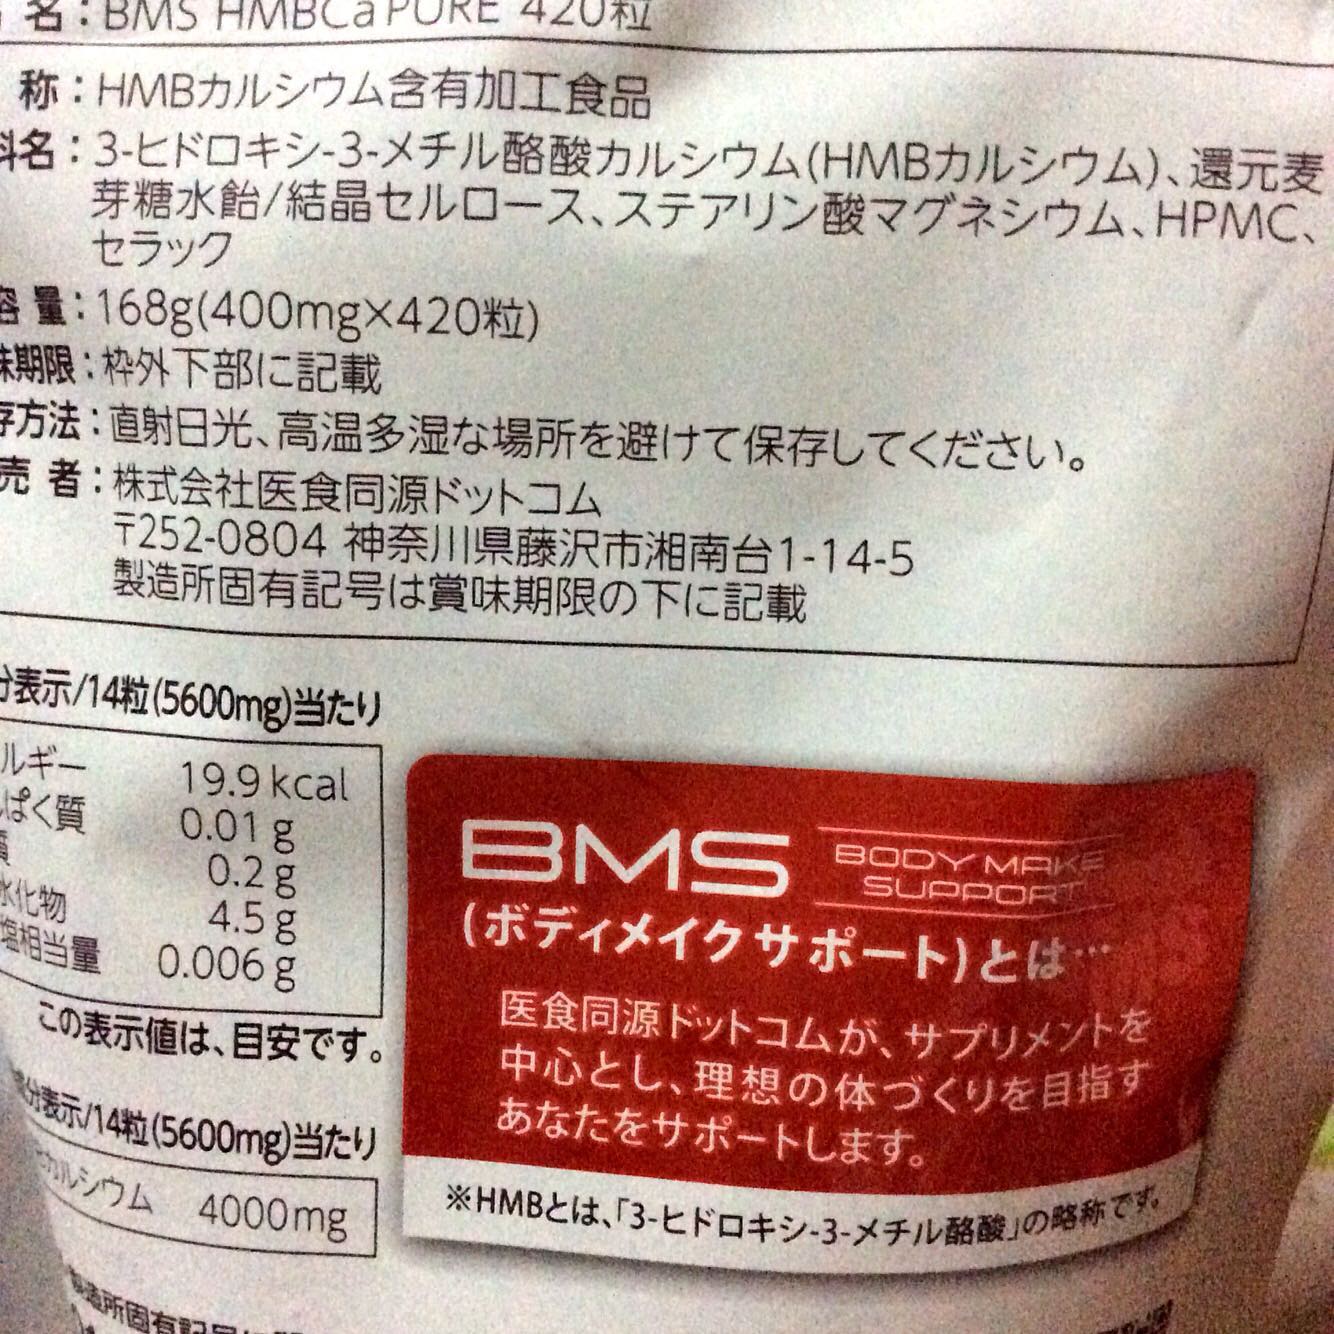 名：BMS HMBCa PURE 420粒
称：HMBカルシウム含有加工食品
料名：3-ヒドロキシ-3-メチル酪酸カルシウム(HMBカルシウム)、還元麦
芽糖水飴/結晶セルロース、ステアリン酸マグネシウム、HPMC、
セラック
容量：168g(400mg×420粒)
味期限：枠外下部に記載
存方法：直射日光、高温多湿な場所を避けて保存してください。
売者：株式会社医食同源ドットコム
〒252-0804 神奈川県藤沢市湘南台1-14-5
製造所固有記号は賞味期限の下に記載
分表示/14粒(5600mg)当たり
ルギー 19.9kcal
ぱく質 0.01g
質 0.2g
水化物 4.5g
塩相当量 0.006g
この表示値は、目安です。
分表示/14粒(5600mg)当たり
カルシウム 4000mg
BMS BODY MAKE
SUPPORT
(ボディメイクサポート)とは…
医食同源ドットコムが、サプリメントを
中心とし、理想の体づくりを目指す
あなたをサポートします。
※HMBとは、「3-ヒドロキシ-3-メチル酪酸」の略称です。
造所固有記号